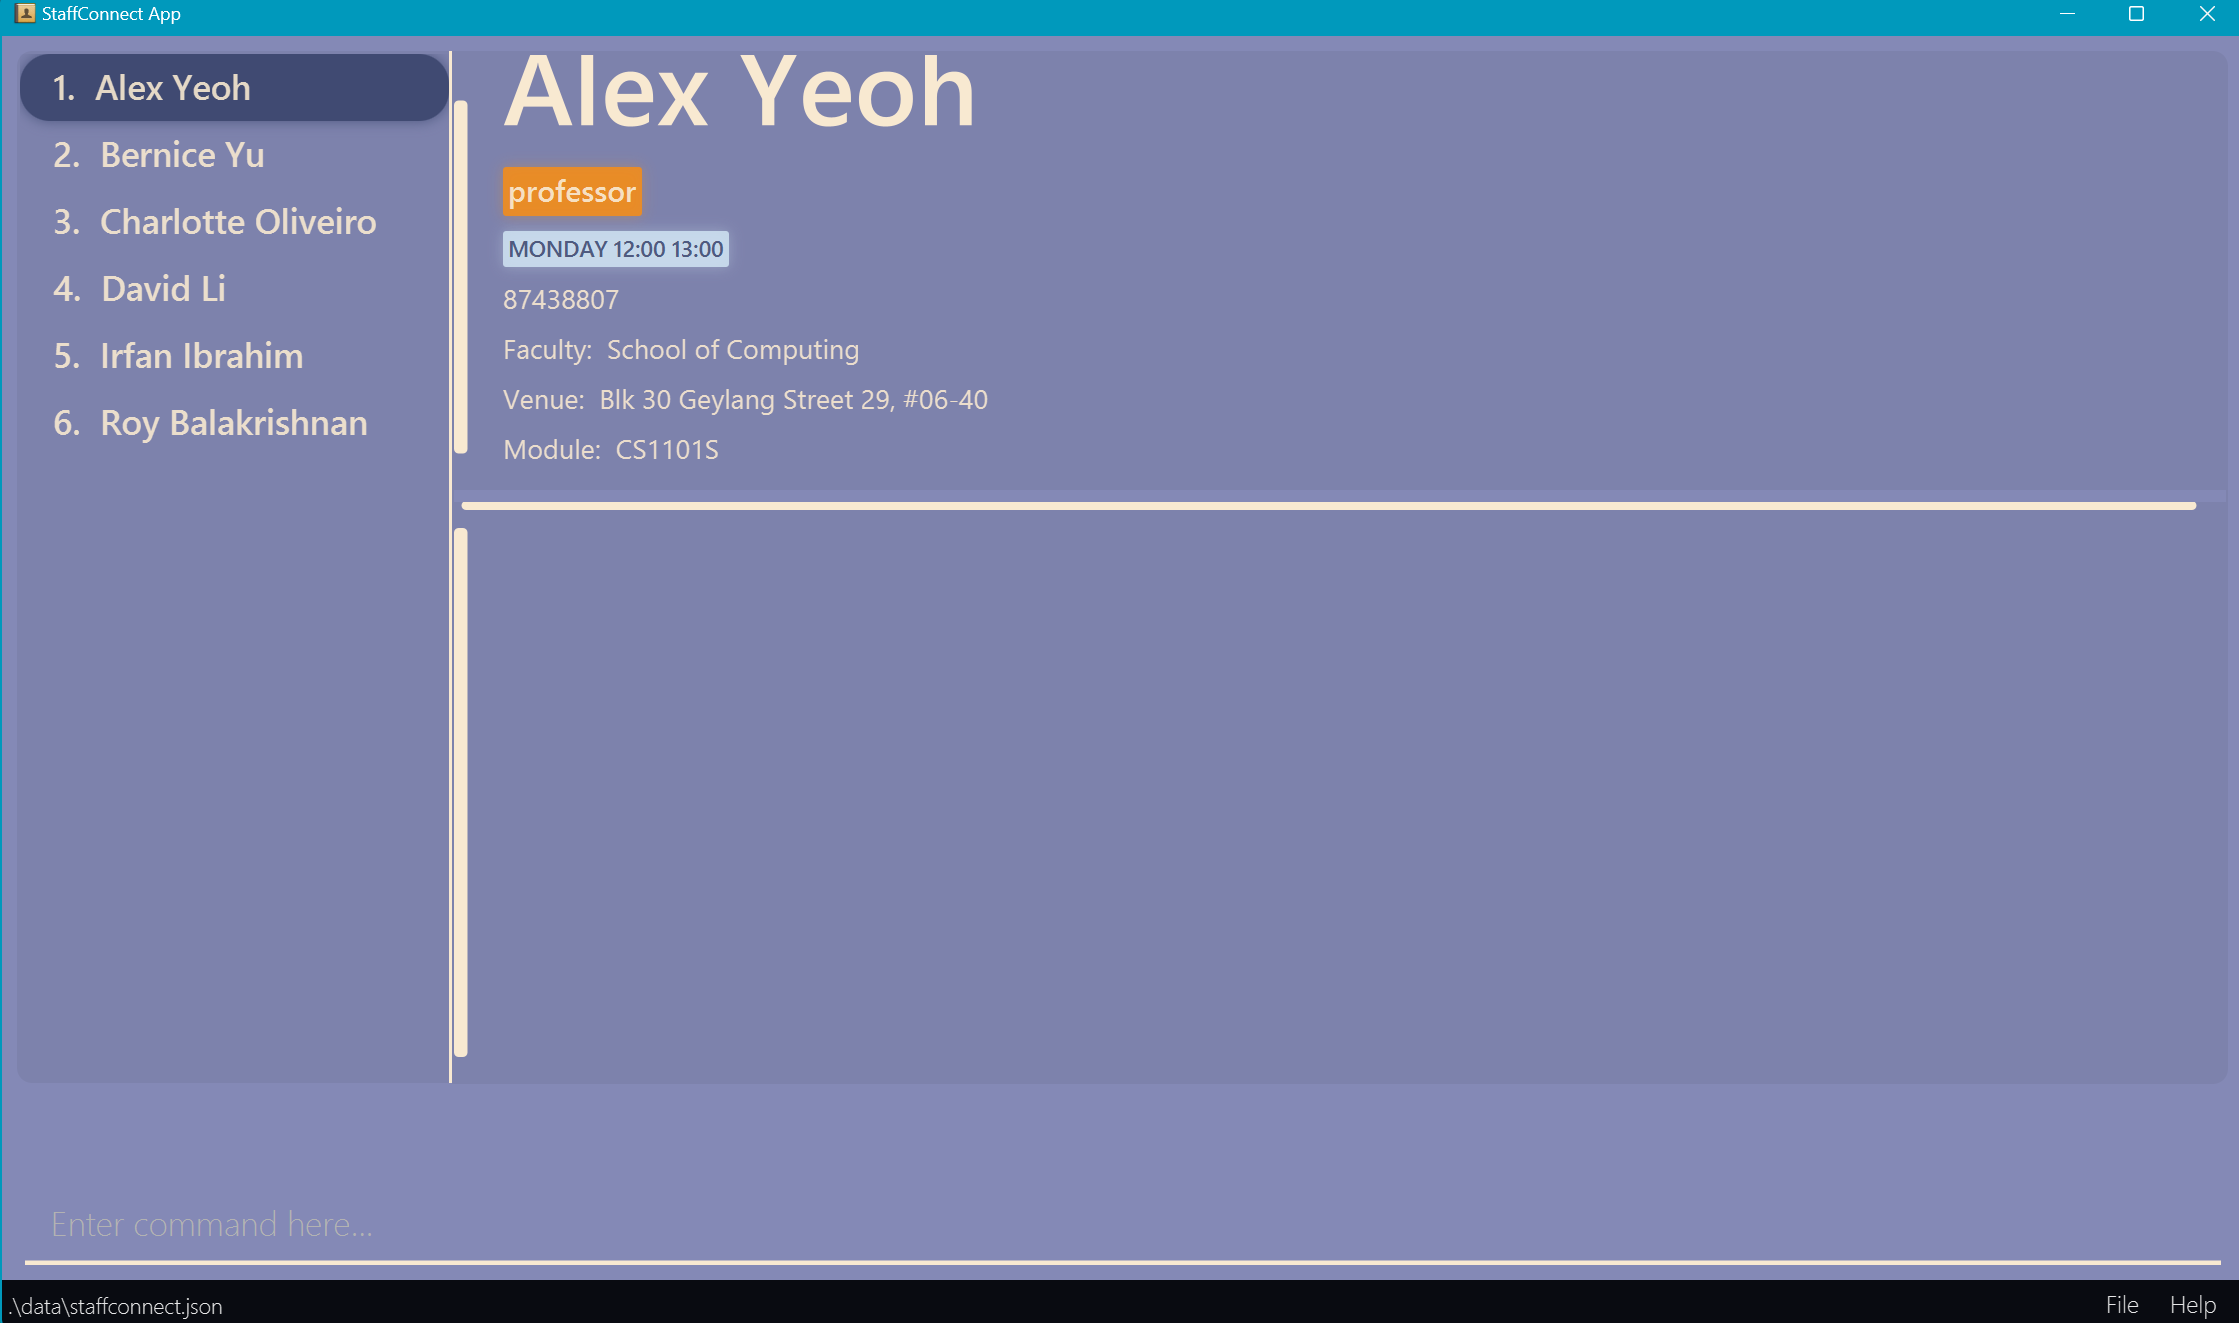 StaffConnect App
1. Alex Yeoh
2. Bernice Yu
3. Charlotte Oliveiro
4. David Li
5. Irfan Ibrahim
6. Roy Balakrishnan
Alex Yeoh
professor
MONDAY 12:00 13:00
87438807
Faculty: School of Computing
Venue: Blk 30 Geylang Street 29, #06-40
Module: CS1101S
Enter command here...
.\data\staffconnect.json
File Help